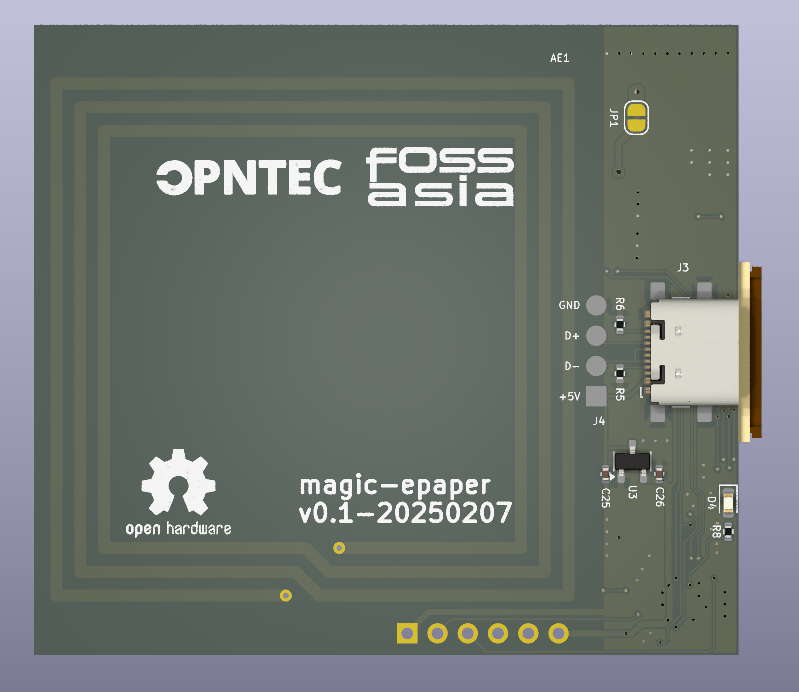 AE1
JP1
OPNTEC
FOSS
asia
J3
GND
R6
D+
D-
R5
+5V
J4
magic-epaper
v0.1-20250207
open hardware
C25
U3
C26
D4
R8